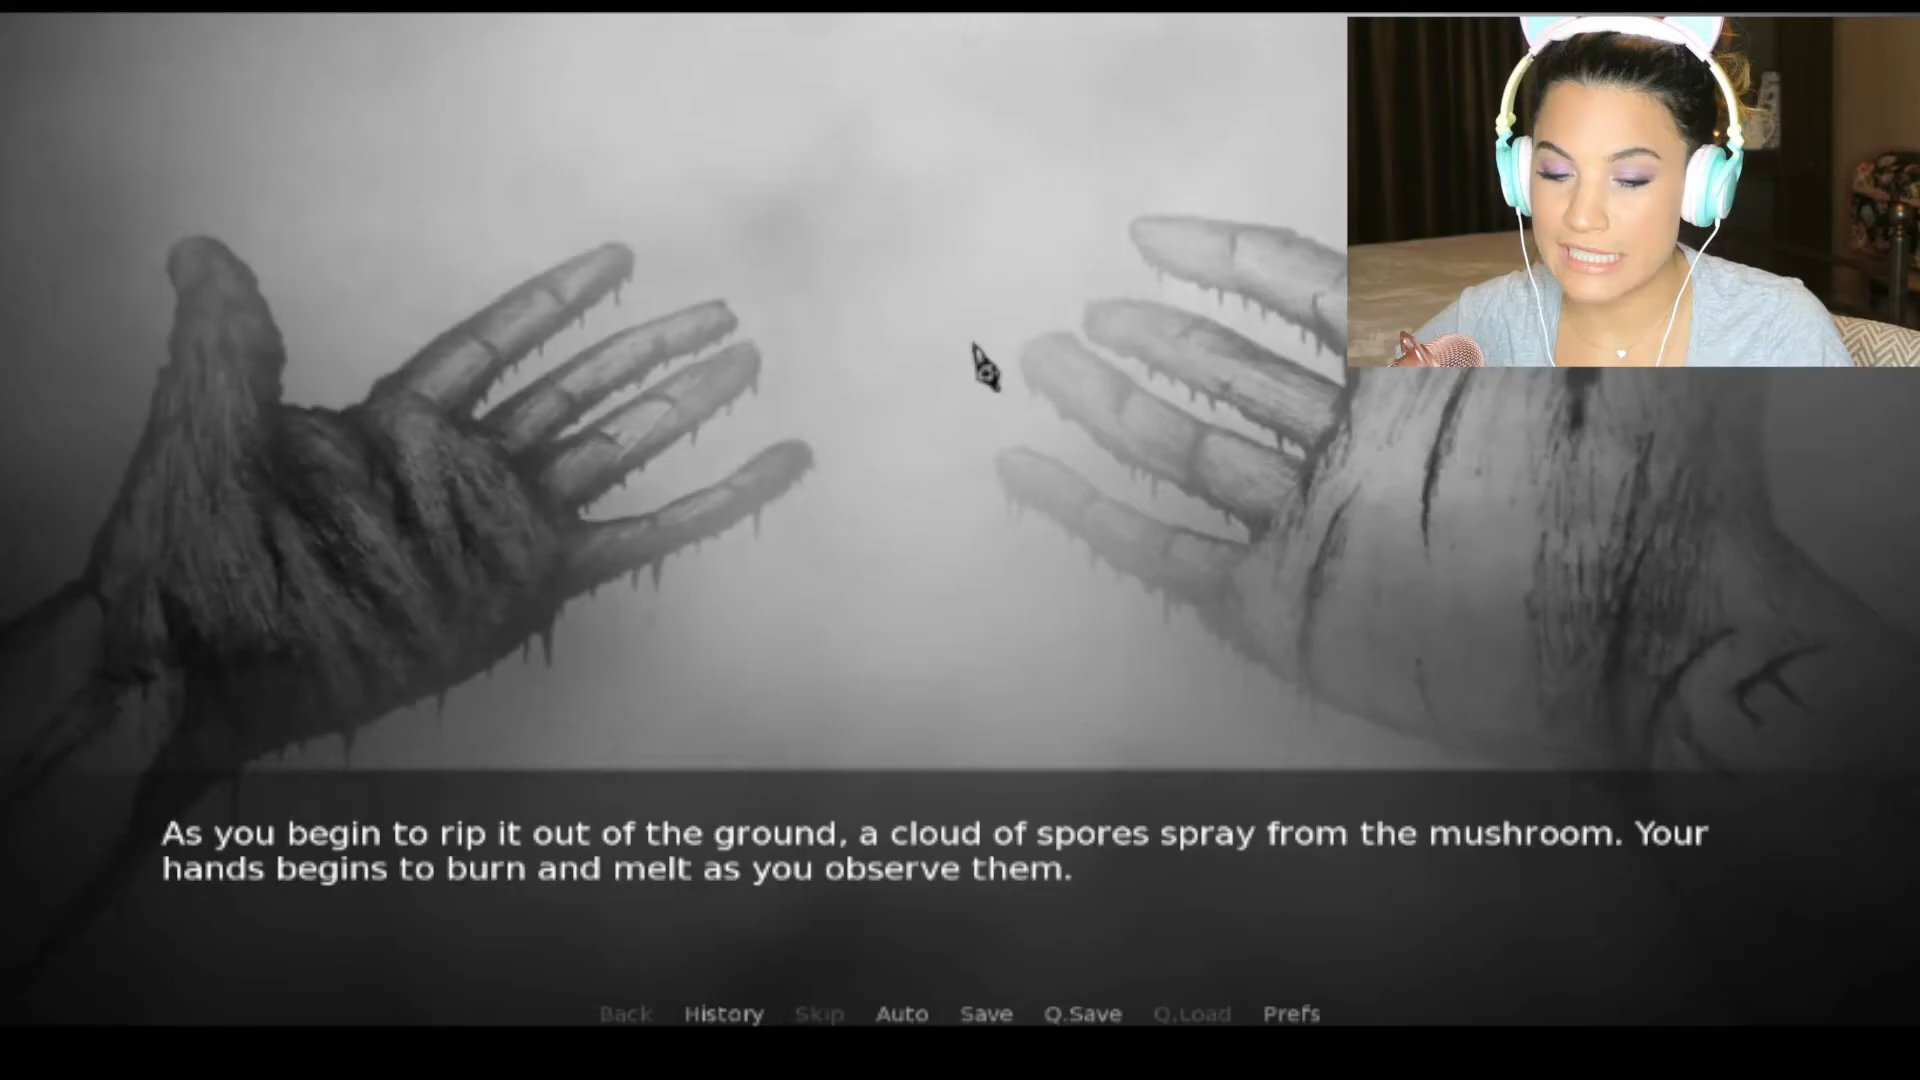 As you begin to rip it out of the ground, a cloud of spores spray from the mushroom. Your
hands begins to burn and melt as you observe them.
Back History Skip Auto Save Q.Save Q.Load Prefs